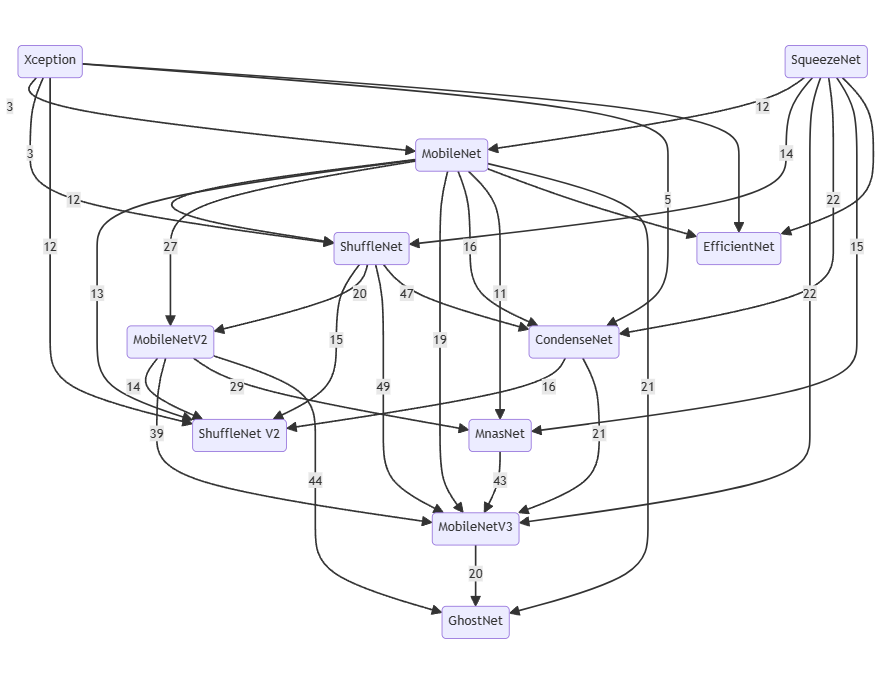 Xception
SqueezeNet
3
12
MobileNet
3
14
12
5
22
12
27
ShuffleNet
16
EfficientNet
15
13
20
47
11
22
MobileNetV2
15
19
CondenseNet
14
29
49
16
21
39
ShuffleNet V2
MnasNet
21
44
43
MobileNetV3
20
GhostNet